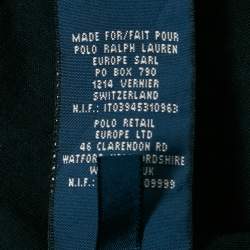 MADE FOR/FAIT POUR
POLO RALPH LAUREN
EUROPE SARL
PO BOX 790
1214 VERNIER
SWITZERLAND
N.I.F.: IT03945310963
POLO RETAIL
EUROPE LTD
46 CLARENDON RD
UK
N.I.F.:
09999